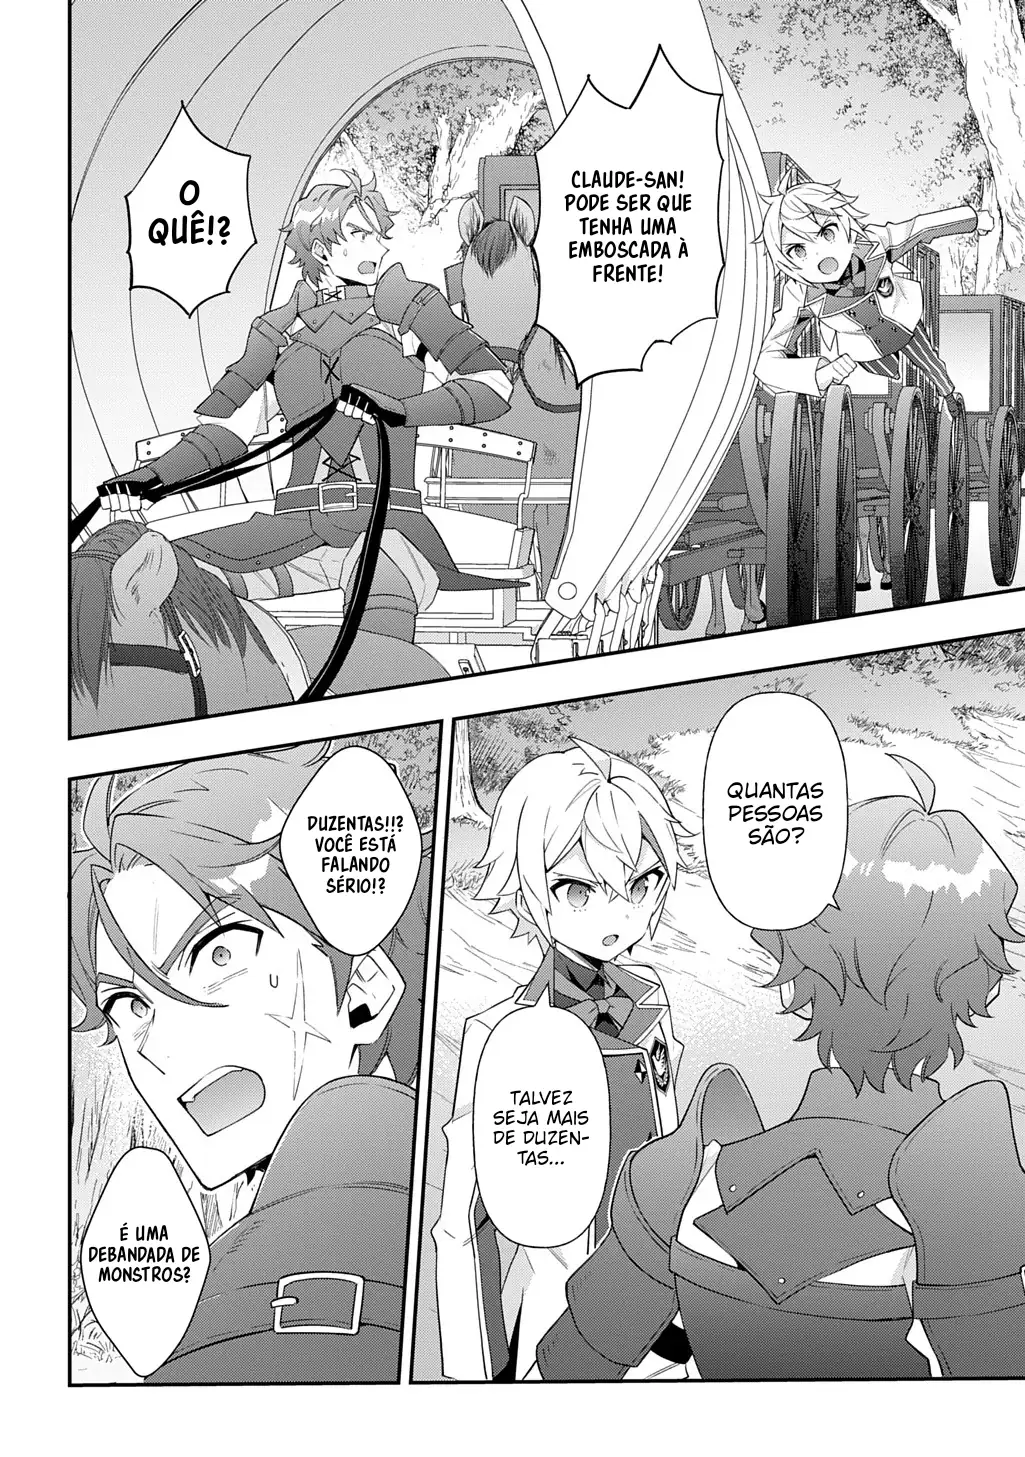 CLAUDE-SAN!
PODE SER QUE
TENHA UMA
EMBOSCADA À
FRENTE!
O
QUÊ!?
QUANTAS
PESSOAS
SÃO?
TALVEZ
SEJA MAIS
DE DUZEN-
TAS...
DUZENTAS!!?
VOCÊ ESTÁ
FALANDO
SÉRIO!?
É UMA
DEBANDADA DE
MONSTROS?